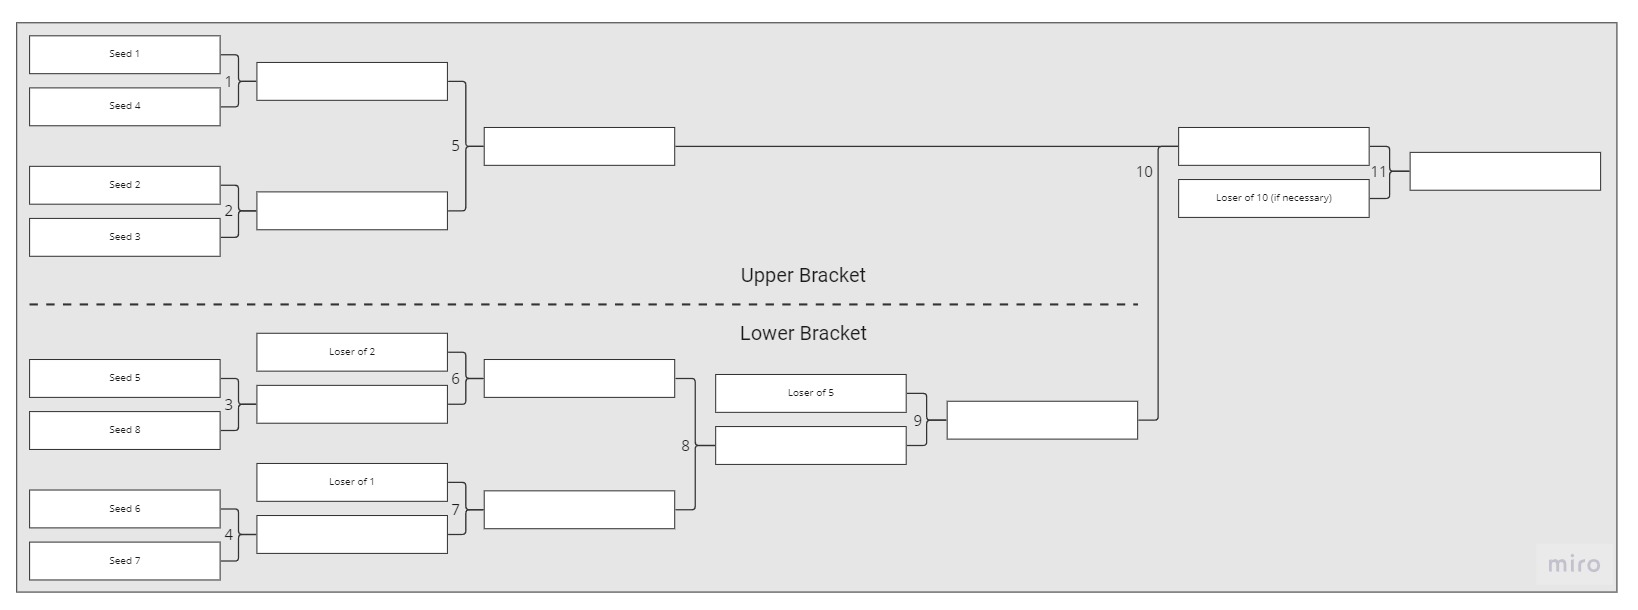 Seed 1
1
Seed 4
5
10
11
Seed 2
2
Seed 3
Loser of 10 (if necessary)
Upper Bracket
Lower Bracket
Loser of 2
Seed 5
6
3
Loser of 5
Seed 8
9
8
Loser of 1
Seed 6
7
4
Seed 7
miro